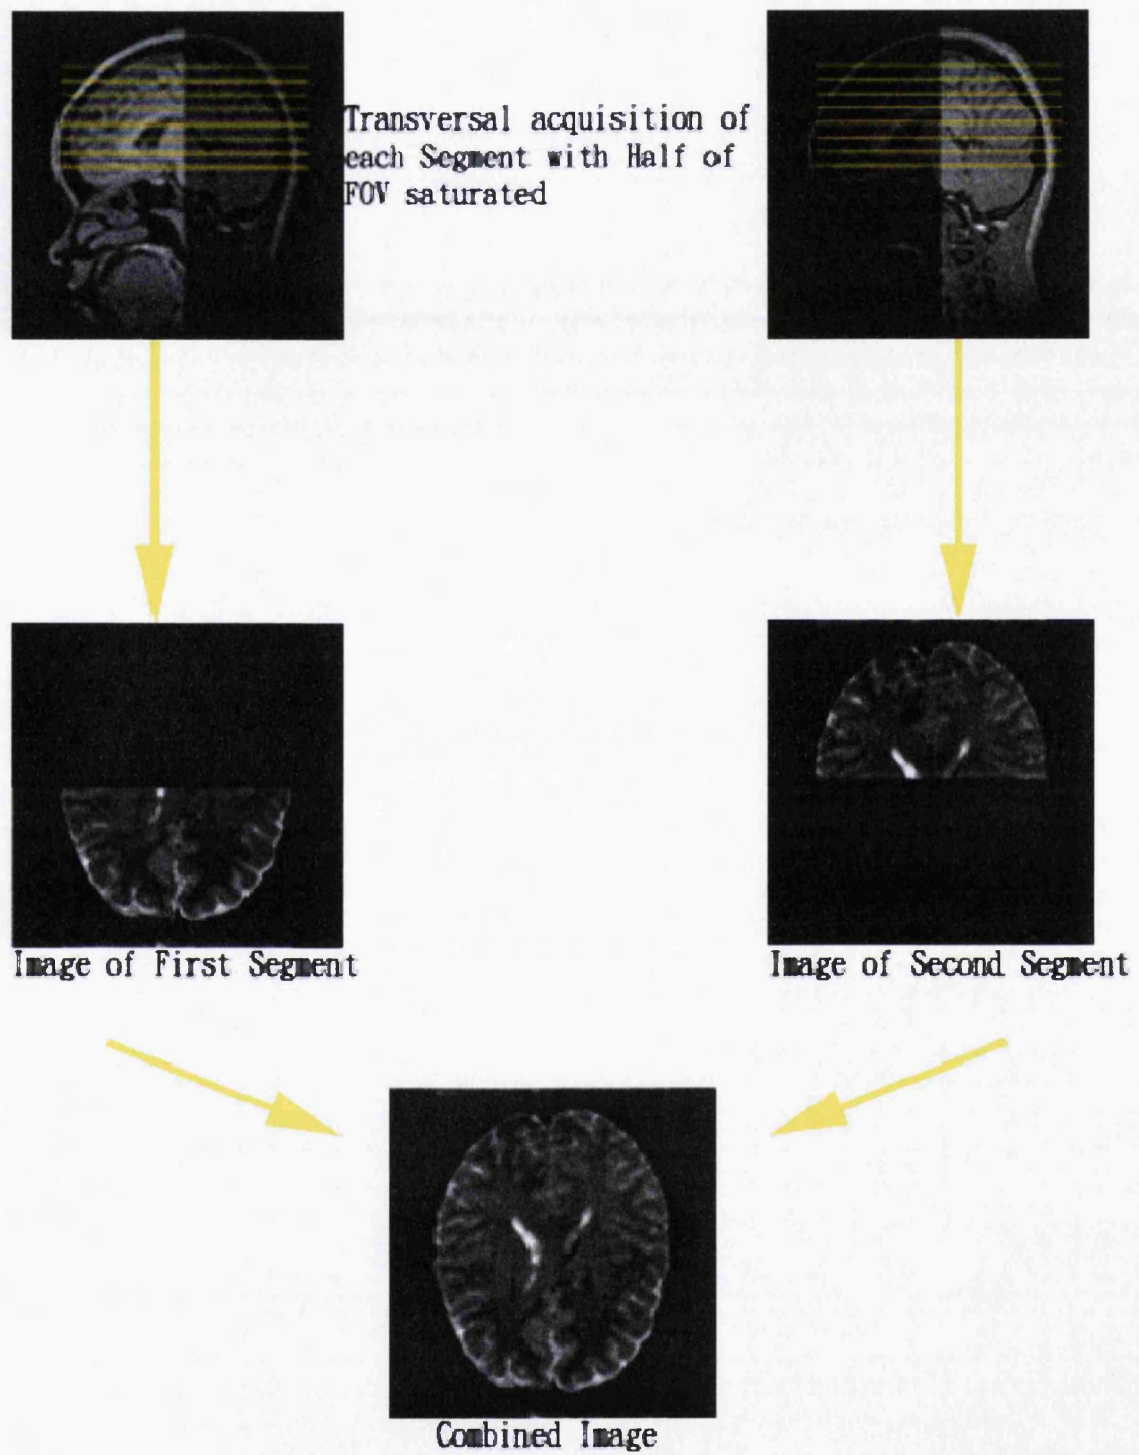 Transversal acquisition of
each Segment with Half of
FOV saturated
Image of First Segment
Image of Second Segment
Combined Image